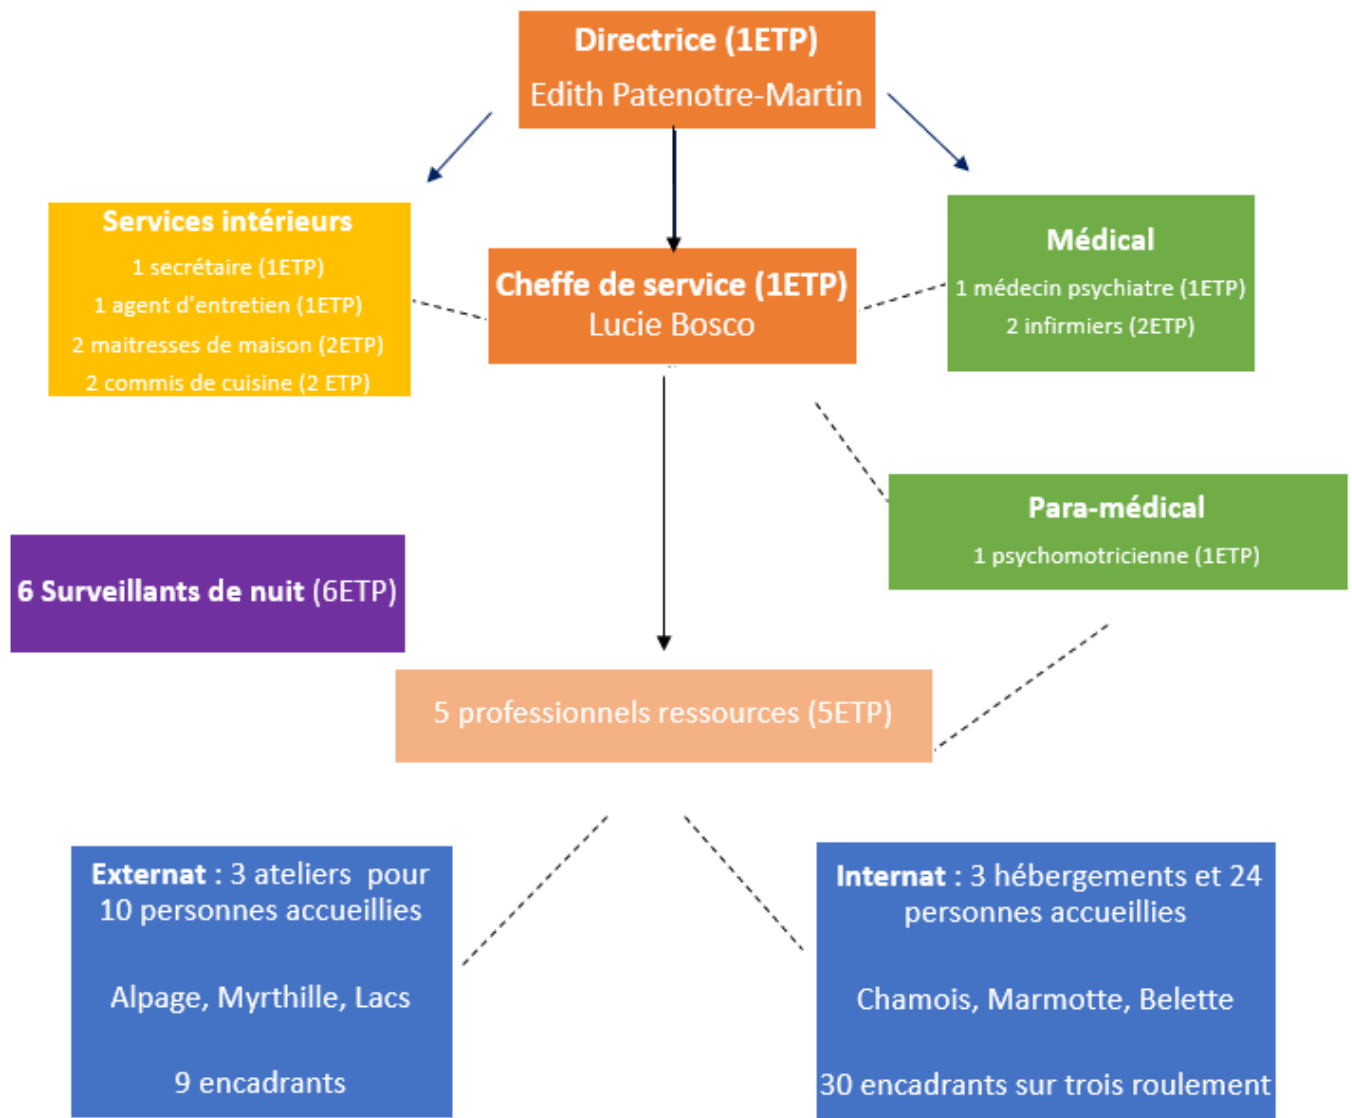 Directrice (1ETP)
Edith Patenotre-Martin
Services intérieurs
1 secrétaire (1ETP)
1 agent d'entretien (1ETP)
2 maitresses de maison (2ETP)
2 commis de cuisine (2 ETP)
Cheffe de service (1ETP)
Lucie Bosco
Médical
1 médecin psychiatre (1ETP)
2 infirmiers (2ETP)
Para-médical
1 psychomotricienne (1ETP)
6 Surveillants de nuit (6ETP)
5 professionnels ressources (5ETP)
Externat : 3 ateliers pour
10 personnes accueillies
Alpage, Myrthille, Lacs
9 encadrants
Internat : 3 hébergements et 24
personnes accueillies
Chamois, Marmotte, Belette
30 encadrants sur trois roulement